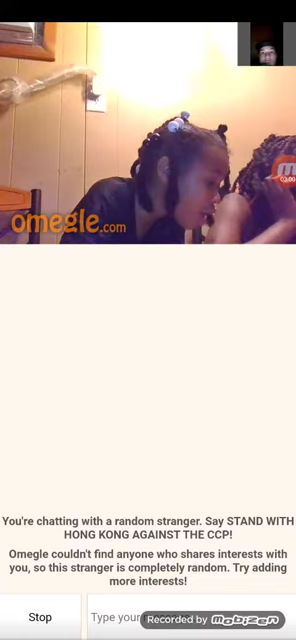 02:00
omegle.com
You're chatting with a random stranger. Say STAND WITH
HONG KONG AGAINST THE CCP!
Omegle couldn't find anyone who shares interests with
you, so this stranger is completely random. Try adding
more interests!
Stop
Type your
Recorded by MOBIZEN